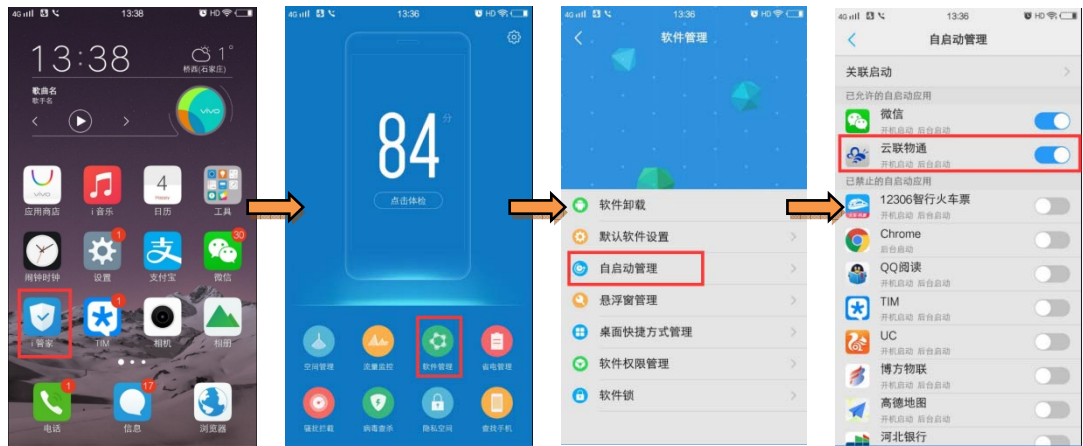 4G 13:38 HD
13:38
1°
桥西(石家庄)
歌曲名
歌手名
vivo
vivo
4
应用商店 i音乐 日历 工具
1 30
闹钟时钟 设置 支付宝 微信
1
i管家 TIM 相机 相册
1 17
电话 信息 浏览器
4G 13:36 HD
84分
点击体检
空间管理 流量监控 软件管理 省电管理
骚扰拦截 病毒查杀 隐私空间 查找手机
4G 13:36 HD
软件管理
软件卸载
默认软件设置
自启动管理
悬浮窗管理
桌面快捷方式管理
软件权限管理
软件锁
4G 13:36 HD
自启动管理
关联启动
已允许的自启动应用
微信
开机启动 后台启动
云联物通
开机启动 后台启动
已禁止的自启动应用
12306智行火车票
开机启动 后台启动
Chrome
后台启动
QQ阅读
开机启动 后台启动
TIM
开机启动 后台启动
UC
开机启动 后台启动
博方物联
开机启动 后台启动
高德地图
开机启动 后台启动
河北银行